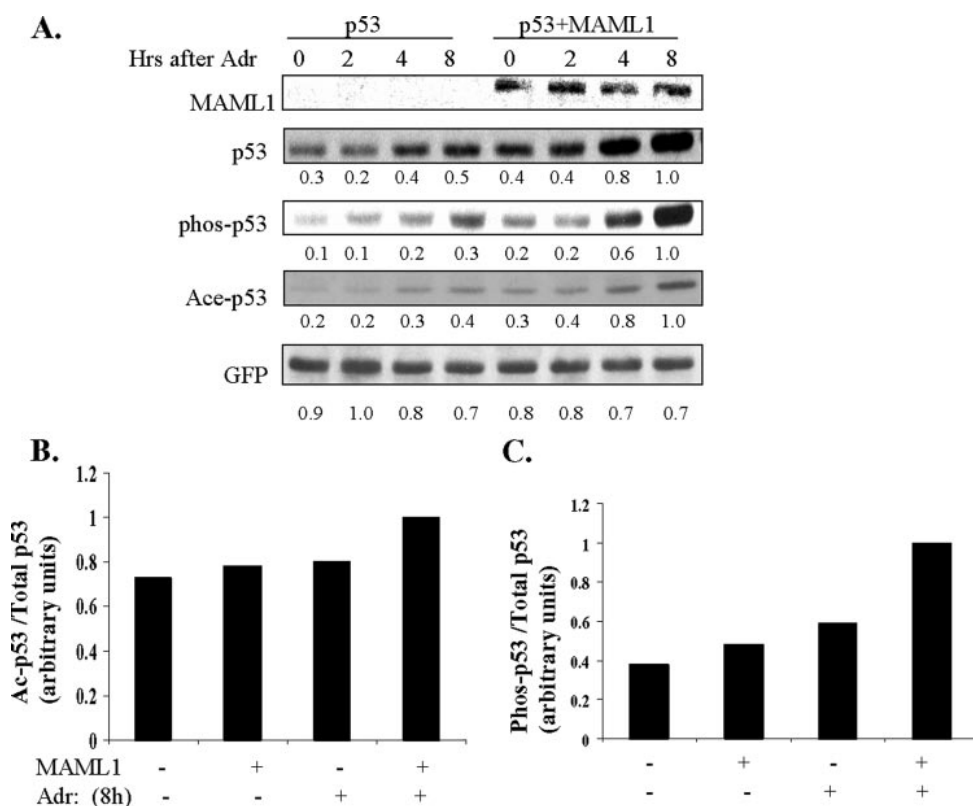 A.
p53 p53+MAML1
Hrs after Adr 0 2 4 8 0 2 4 8
MAML1
p53
0.3 0.2 0.4 0.5 0.4 0.4 0.8 1.0
phos-p53
0.1 0.1 0.2 0.3 0.2 0.2 0.6 1.0
Ace-p53
0.2 0.2 0.3 0.4 0.3 0.4 0.8 1.0
GFP
0.9 1.0 0.8 0.7 0.8 0.8 0.7 0.7
B.
Ac-p53 /Total p53
(arbitrary units)
1.2
1
0.8
0.6
0.4
0.2
0
MAML1 - + - +
Adr: (8h) - - + +
C.
Phos-p53 /Total p53
(arbitrary units)
1.2
1
0.8
0.6
0.4
0.2
0
- + - +
- - + +